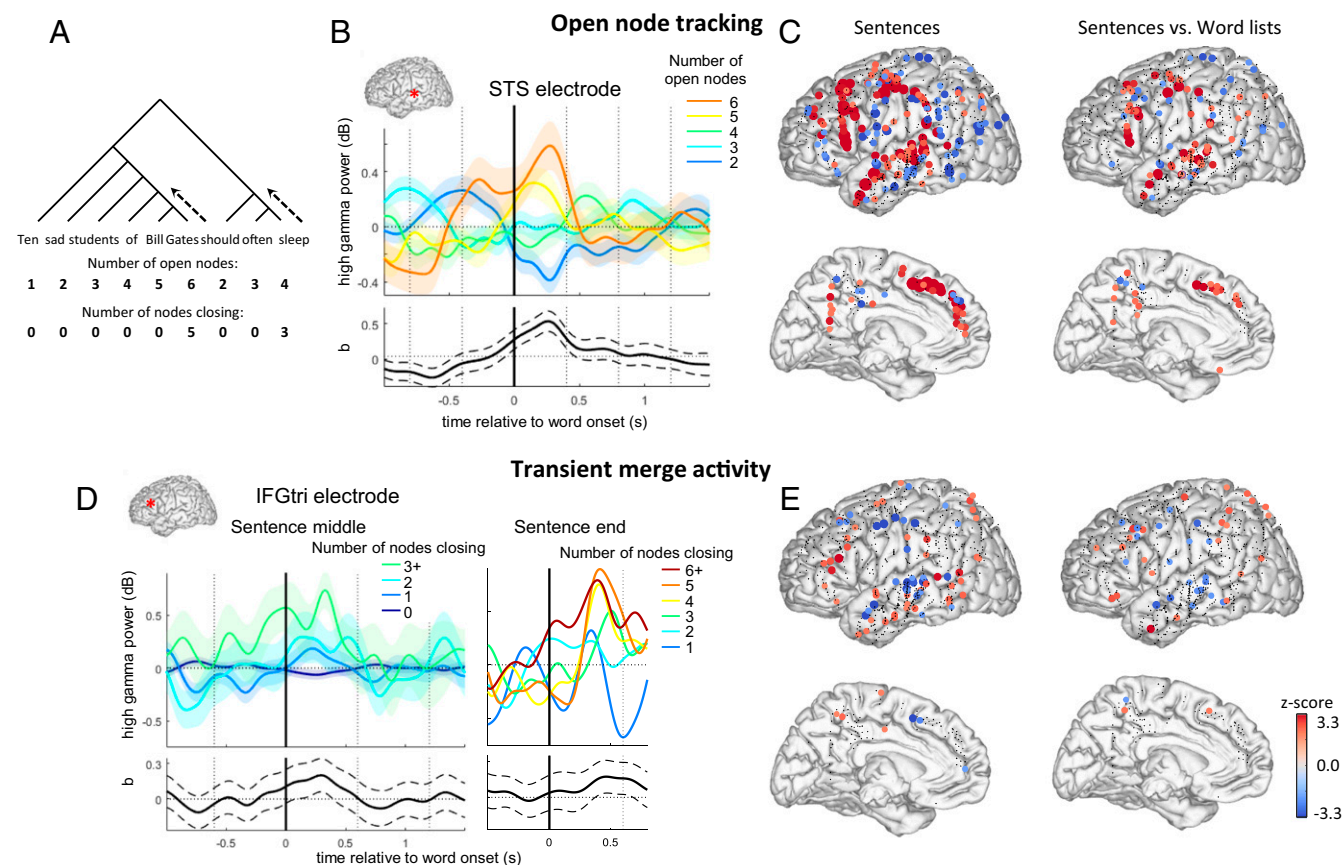 Open node tracking
A
B
STS electrode
Number of
open nodes
6
5
4
3
2
high gamma power (dB)
0.4
0
-0.4
b
0.5
0
-0.5
0
0.5
1
time relative to word onset (s)
Ten sad students of Bill Gates should often sleep
Number of open nodes:
1 2 3 4 5 6 2 3 4
Number of nodes closing:
0 0 0 0 0 5 0 0 3
C
Sentences
Sentences vs. Word lists
Transient merge activity
D
IFGtri electrode
Sentence middle
Number of nodes closing
3+
2
1
0
high gamma power (dB)
0.5
0
-0.5
b
0.3
0
-0.5
0
0.5
1
time relative to word onset (s)
Sentence end
Number of nodes closing
6+
5
4
3
2
1
0
0.5
E
z-score
3.3
0.0
-3.3